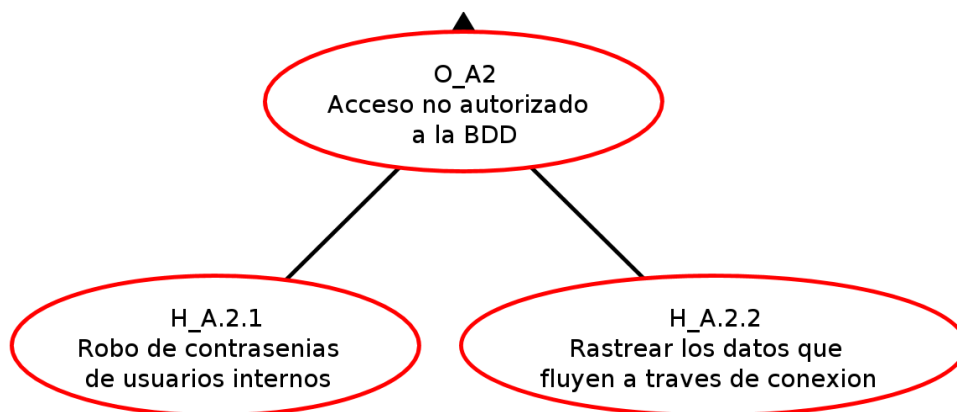 O_A2
Acceso no autorizado
a la BDD
H_A.2.1
Robo de contrasenias
de usuarios internos
H_A.2.2
Rastrear los datos que
fluyen a traves de conexion